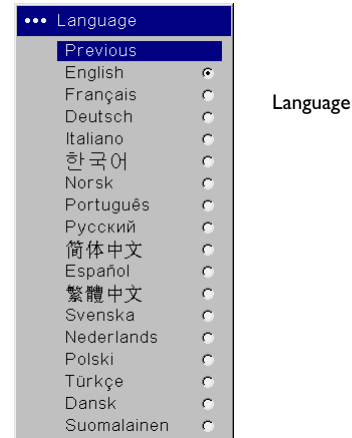 ••• Language
Previous
English
Français
Deutsch
Italiano
한국어
Norsk
Português
Русский
简体中文
Español
繁體中文
Svenska
Nederlands
Polski
Türkçe
Dansk
Suomalainen
Language